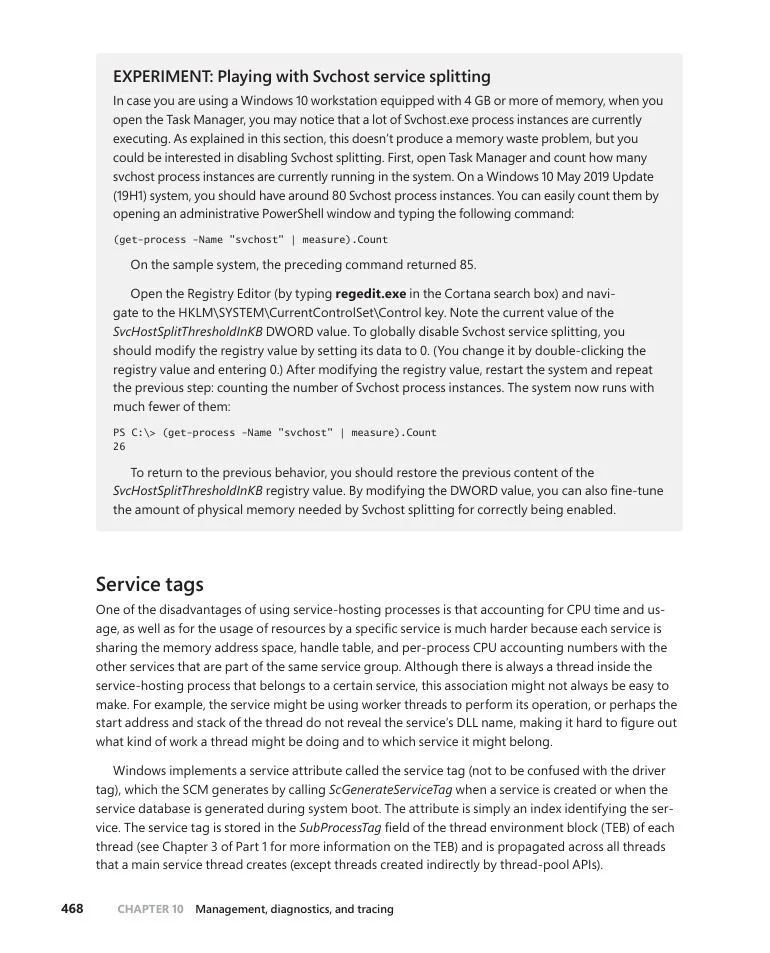 EXPERIMENT: Playing with Svchost service splitting
In case you are using a Windows 10 workstation equipped with 4 GB or more of memory, when you
open the Task Manager, you may notice that a lot of Svchost.exe process instances are currently
executing. As explained in this section, this doesn’t produce a memory waste problem, but you
could be interested in disabling Svchost splitting. First, open Task Manager and count how many
svchost process instances are currently running in the system. On a Windows 10 May 2019 Update
(19H1) system, you should have around 80 Svchost process instances. You can easily count them by
opening an administrative PowerShell window and typing the following command:
(get-process -Name "svchost" | measure).Count
On the sample system, the preceding command returned 85.
Open the Registry Editor (by typing regedit.exe in the Cortana search box) and navi-
gate to the HKLM\SYSTEM\CurrentControlSet\Control key. Note the current value of the
SvcHostSplitThresholdInKB DWORD value. To globally disable Svchost service splitting, you
should modify the registry value by setting its data to 0. (You change it by double-clicking the
registry value and entering 0.) After modifying the registry value, restart the system and repeat
the previous step: counting the number of Svchost process instances. The system now runs with
much fewer of them:
PS C:\> (get-process -Name "svchost" | measure).Count
26
To return to the previous behavior, you should restore the previous content of the
SvcHostSplitThresholdInKB registry value. By modifying the DWORD value, you can also fine-tune
the amount of physical memory needed by Svchost splitting for correctly being enabled.
Service tags
One of the disadvantages of using service-hosting processes is that accounting for CPU time and us-
age, as well as for the usage of resources by a specific service is much harder because each service is
sharing the memory address space, handle table, and per-process CPU accounting numbers with the
other services that are part of the same service group. Although there is always a thread inside the
service-hosting process that belongs to a certain service, this association might not always be easy to
make. For example, the service might be using worker threads to perform its operation, or perhaps the
start address and stack of the thread do not reveal the service’s DLL name, making it hard to figure out
what kind of work a thread might be doing and to which service it might belong.
Windows implements a service attribute called the service tag (not to be confused with the driver
tag), which the SCM generates by calling ScGenerateServiceTag when a service is created or when the
service database is generated during system boot. The attribute is simply an index identifying the ser-
vice. The service tag is stored in the SubProcessTag field of the thread environment block (TEB) of each
thread (see Chapter 3 of Part 1 for more information on the TEB) and is propagated across all threads
that a main service thread creates (except threads created indirectly by thread-pool APIs).
468 CHAPTER 10 Management, diagnostics, and tracing